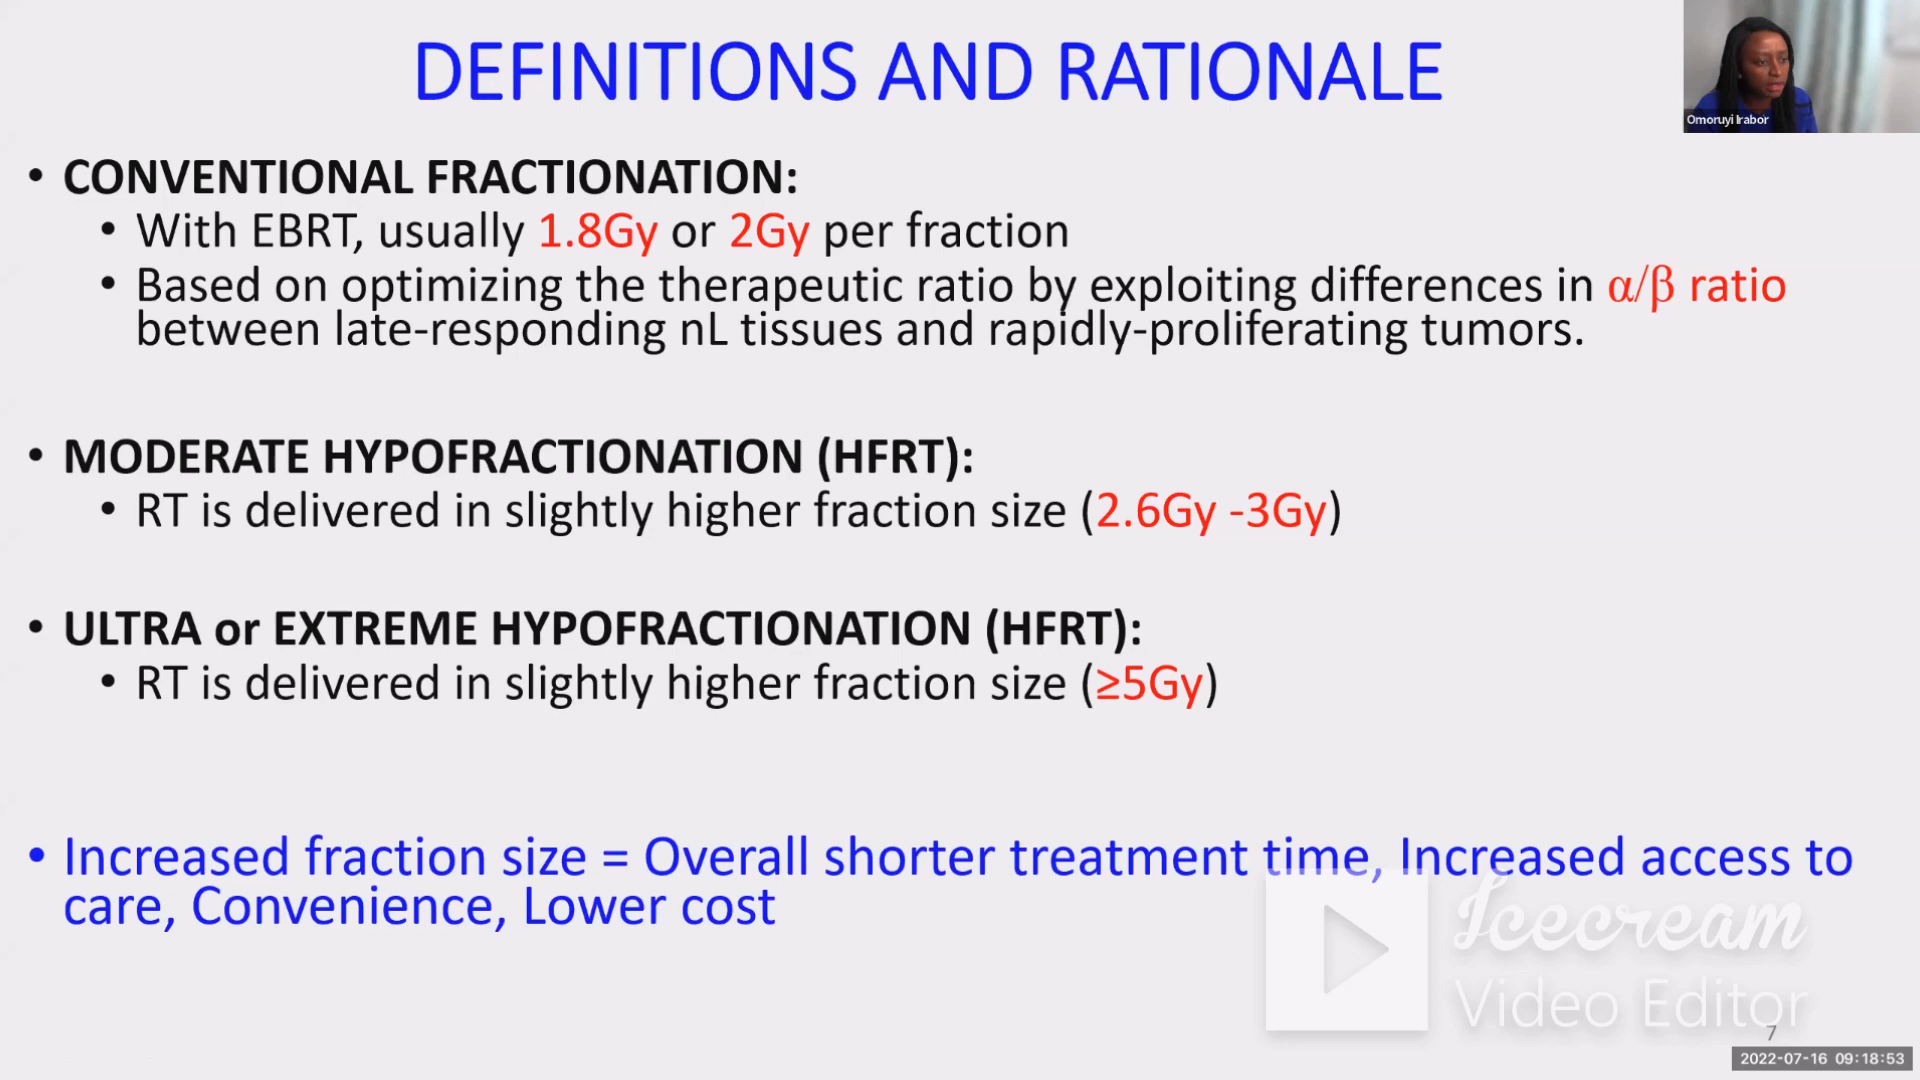 DEFINITIONS AND RATIONALE
Omoruyi Irabor
• CONVENTIONAL FRACTIONATION:
• With EBRT, usually 1.8Gy or 2Gy per fraction
• Based on optimizing the therapeutic ratio by exploiting differences in α/β ratio
between late-responding nL tissues and rapidly-proliferating tumors.
• MODERATE HYPOFRACTIONATION (HFRT):
• RT is delivered in slightly higher fraction size (2.6Gy -3Gy)
• ULTRA or EXTREME HYPOFRACTIONATION (HFRT):
• RT is delivered in slightly higher fraction size (≥5Gy)
• Increased fraction size = Overall shorter treatment time, Increased access to
care, Convenience, Lower cost
Icecream
Video Editor
7
2022-07-16 09:18:53